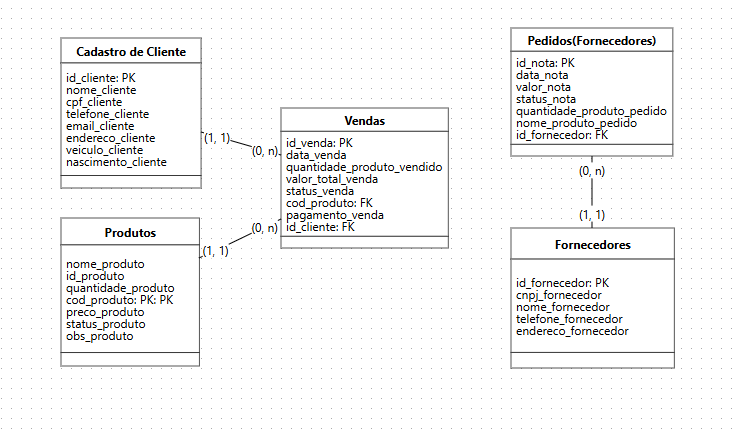 Cadastro de Cliente
id_cliente: PK
nome_cliente
cpf_cliente
telefone_cliente
email_cliente
endereco_cliente
veiculo_cliente
nascimento_cliente
(1, 1)
(0, n)
Vendas
id_venda: PK
data_venda
quantidade_produto_vendido
valor_total_venda
status_venda
cod_produto: FK
pagamento_venda
id_cliente: FK
Produtos
nome_produto
id_produto
quantidade_produto
cod_produto: PK: PK
preco_produto
status_produto
obs_produto
(1, 1)
(0, n)
Pedidos(Fornecedores)
id_nota: PK
data_nota
valor_nota
status_nota
quantidade_produto_pedido
nome_produto_pedido
id_fornecedor: FK
(0, n)
(1, 1)
Fornecedores
id_fornecedor: PK
cnpj_fornecedor
nome_fornecedor
telefone_fornecedor
endereco_fornecedor